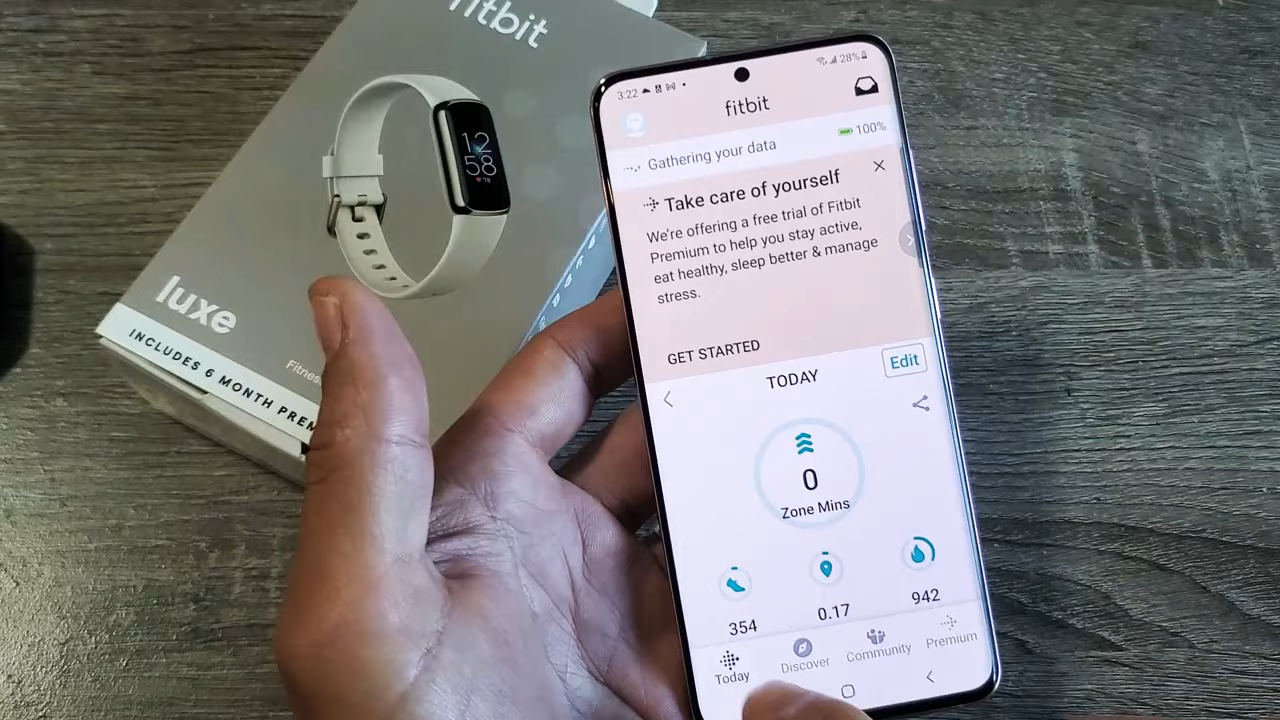 fitbit
12
58
luxe
INCLUDES 6 MONTH PREM
3:22
28%
fitbit
100%
Gathering your data
Take care of yourself
We're offering a free trial of Fitbit
Premium to help you stay active,
eat healthy, sleep better & manage
stress.
GET STARTED
Edit
TODAY
0
Zone Mins
354
0.17
942
Today
Discover
Community
Premium